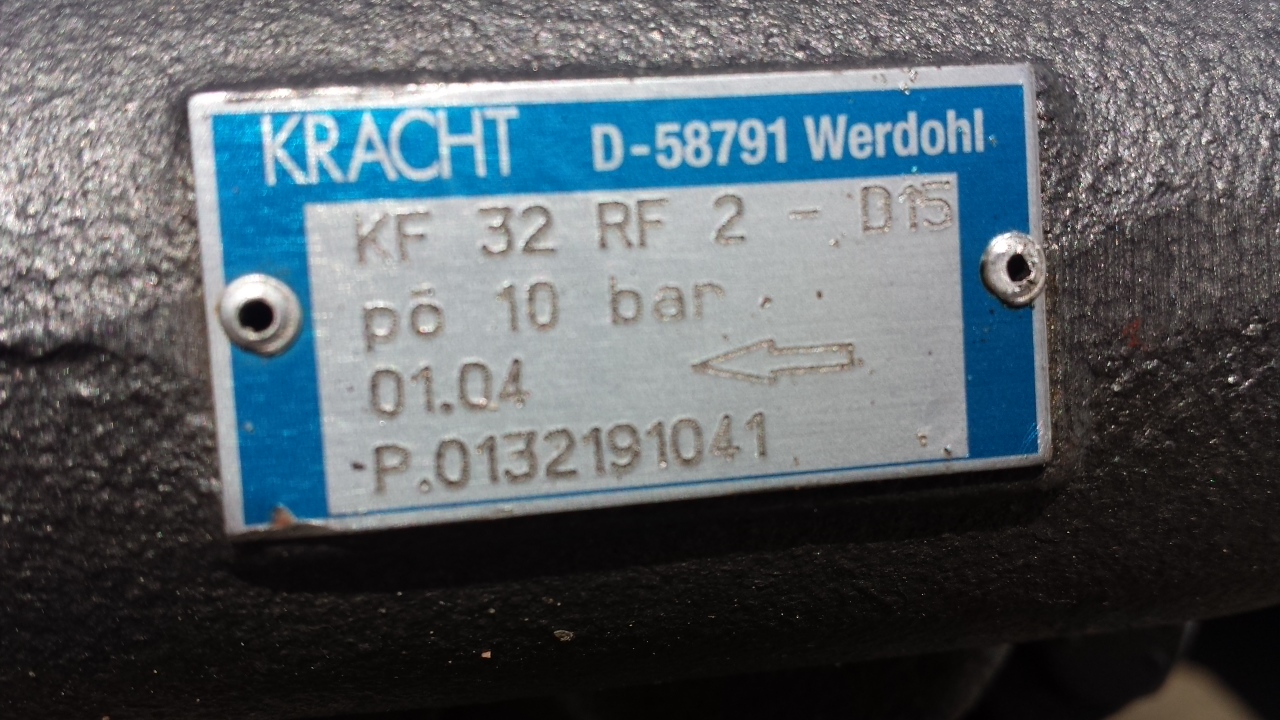 KRACHT D-58791 Werdohl
KF 32 RF 2 - D15
pö 10 bar
01.04
P.0132191041